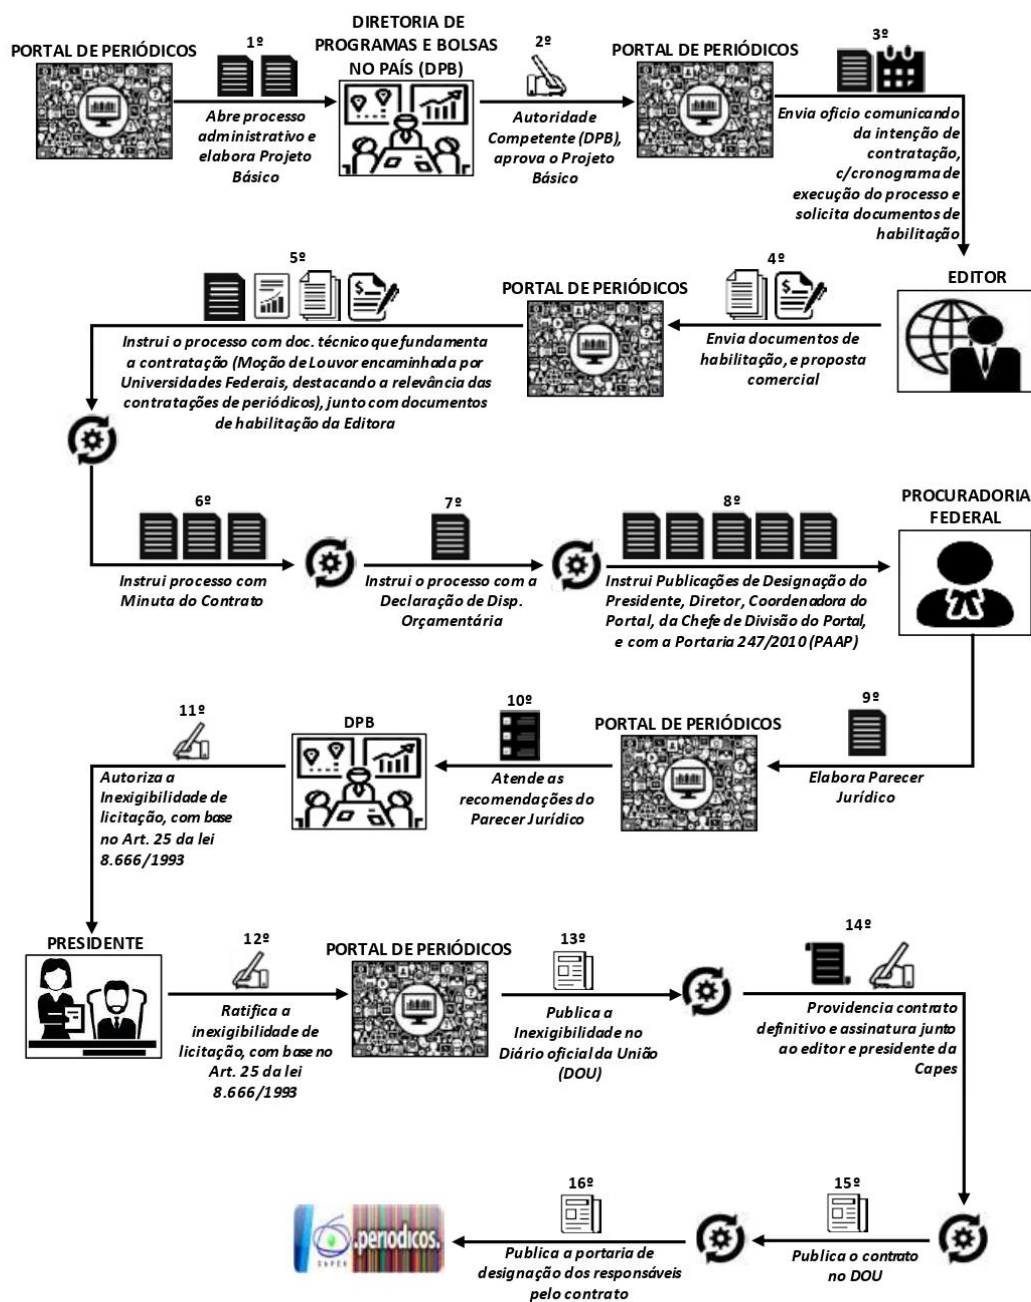 PORTAL DE PERIÓDICOS
1º
Abre processo
administrativo e
elabora Projeto
Básico
DIRETORIA DE
PROGRAMAS E BOLSAS
NO PAÍS (DPB)
2º
Autoridade
Competente (DPB),
aprova o Projeto
Básico
PORTAL DE PERIÓDICOS
3º
Envia ofício comunicando
da intenção de
contratação,
c/cronograma de
execução do processo e
solicita documentos de
habilitação
EDITOR
4º
Envia documentos de
habilitação, e proposta
comercial
PORTAL DE PERIÓDICOS
5º
Instrui o processo com doc. técnico que fundamenta
a contratação (Moção de Louvor encaminhada por
Universidades Federais, destacando a relevância das
contratações de periódicos), junto com documentos
de habilitação da Editora
6º
Instrui processo com
Minuta do Contrato
7º
Instrui o processo com a
Declaração de Disp.
Orçamentária
8º
Instrui Publicações de Designação do
Presidente, Diretor, Coordenadora do
Portal, da Chefe de Divisão do Portal,
e com a Portaria 247/2010 (PAAP)
PROCURADORIA
FEDERAL
9º
Elabora Parecer
Jurídico
PORTAL DE PERIÓDICOS
10º
Atende as
recomendações do
Parecer Jurídico
DPB
11º
Autoriza a
Inexigibilidade de
licitação, com base
no Art. 25 da lei
8.666/1993
PRESIDENTE
12º
Ratifica a
inexigibilidade de
licitação, com base no
Art. 25 da lei
8.666/1993
PORTAL DE PERIÓDICOS
13º
Publica a
Inexigibilidade no
Diário oficial da União
(DOU)
14º
Providencia contrato
definitivo e assinatura junto
ao editor e presidente da
Capes
15º
Publica o contrato
no DOU
16º
Publica a portaria de
designação dos responsáveis
pelo contrato
.periodicos.
CAPES